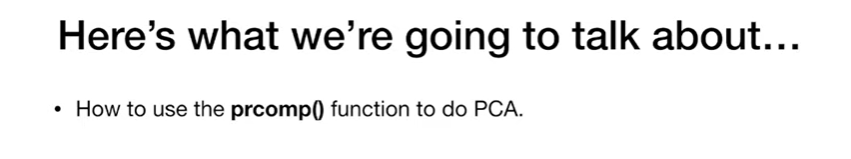 Here’s what we’re going to talk about…
• How to use the prcomp() function to do PCA.